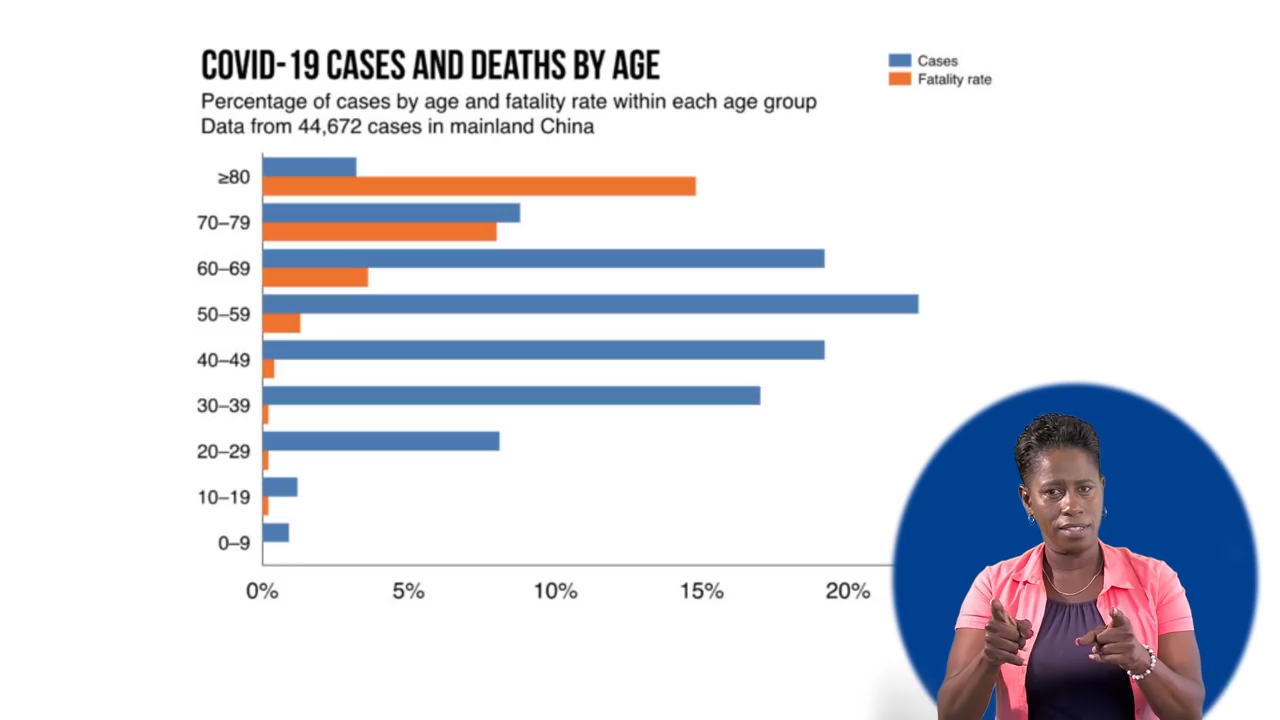 COVID-19 CASES AND DEATHS BY AGE
Percentage of cases by age and fatality rate within each age group
Data from 44,672 cases in mainland China
Cases
Fatality rate
≥80
70–79
60–69
50–59
40–49
30–39
20–29
10–19
0–9
0% 5% 10% 15% 20%